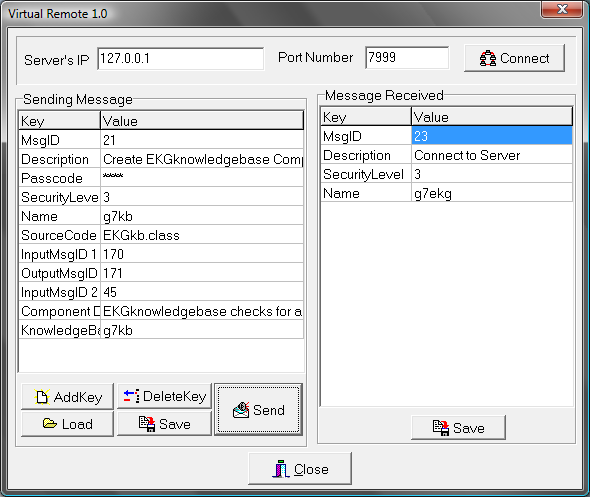 Virtual Remote 1.0
Server's IP 127.0.0.1 Port Number 7999 Connect
Sending Message
Key Value
MsgID 21
Description Create EKGknowledgebase Comp
Passcode ****
SecurityLeve 3
Name g7kb
SourceCode EKGkb.class
InputMsgID 1 170
OutputMsgID 171
InputMsgID 2 45
Component D EKGknowledgebase checks for a
KnowledgeBa g7kb
AddKey DeleteKey Send
Load Save
Message Received
Key Value
MsgID 23
Description Connect to Server
SecurityLevel 3
Name g7ekg
Save
Close